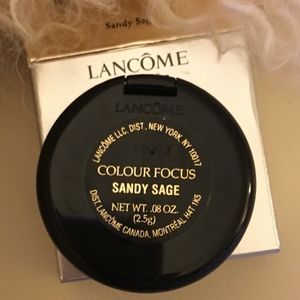 Sandy Sage
LANCÔME
LANCÔME
LANCÔME LLC. DIST. NEW YORK, NY 10017
COLOUR FOCUS
SANDY SAGE
NET WT. .08 OZ.
(2.5g)
DIST. LANCÔME CANADA, MONTRÉAL H4T 1K5